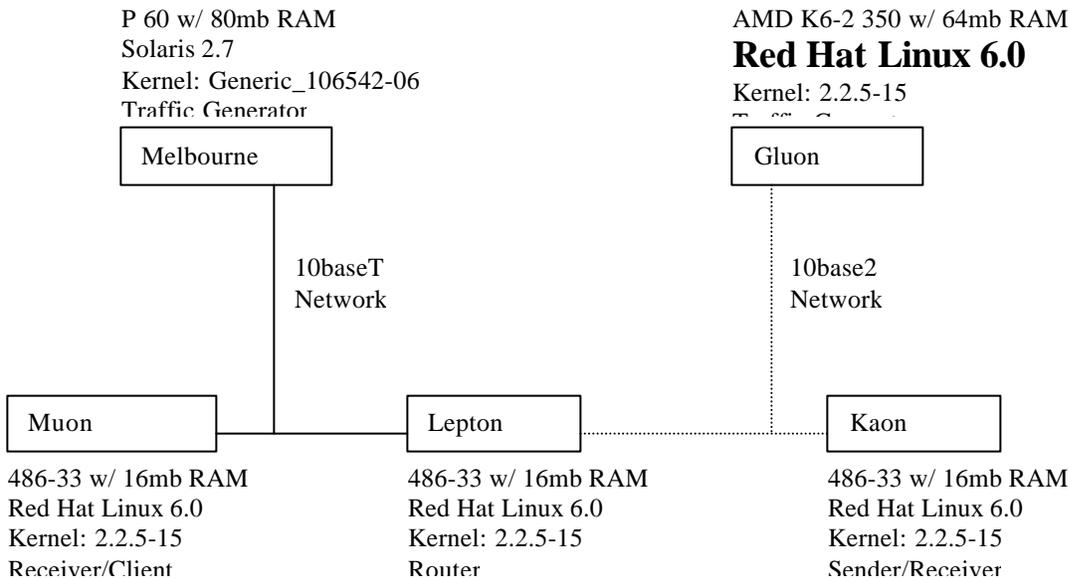 P 60 w/ 80mb RAM
Solaris 2.7
Kernel: Generic_106542-06
Traffic Generator
Melbourne
AMD K6-2 350 w/ 64mb RAM
Red Hat Linux 6.0
Kernel: 2.2.5-15
Gluon
10baseT
Network
10base2
Network
Muon
486-33 w/ 16mb RAM
Red Hat Linux 6.0
Kernel: 2.2.5-15
Receiver/Client
Lepton
486-33 w/ 16mb RAM
Red Hat Linux 6.0
Kernel: 2.2.5-15
Router
Kaon
486-33 w/ 16mb RAM
Red Hat Linux 6.0
Kernel: 2.2.5-15
Sender/Receiver